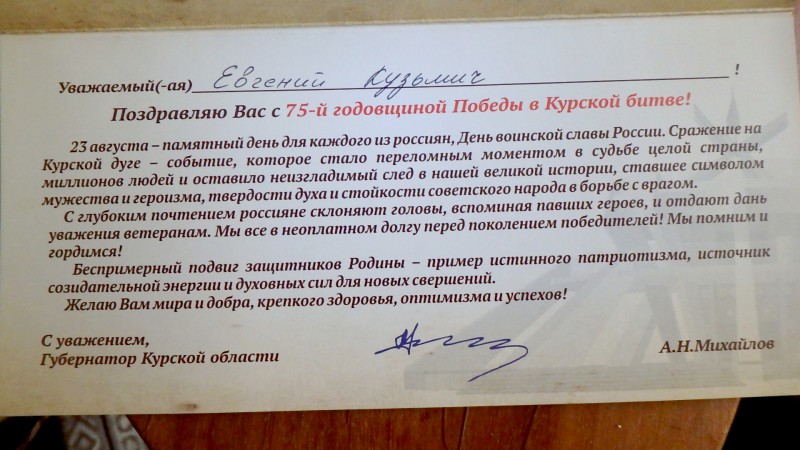 Уважаемый(-ая) Евгений Кузьмич !
Поздравляю Вас с 75-й годовщиной Победы в Курской битве!
23 августа – памятный день для каждого из россиян, День воинской славы России. Сражение на
Курской дуге – событие, которое стало переломным моментом в судьбе целой страны,
миллионов людей и оставило неизгладимый след в нашей великой истории, ставшее символом
мужества и героизма, твердости духа и стойкости советского народа в борьбе с врагом.
С глубоким почтением россияне склоняют головы, вспоминая павших героев, и отдают дань
уважения ветеранам. Мы все в неоплатном долгу перед поколением победителей! Мы помним и
гордимся!
Беспримерный подвиг защитников Родины – пример истинного патриотизма, источник
созидательной энергии и духовных сил для новых свершений.
Желаю Вам мира и добра, крепкого здоровья, оптимизма и успехов!
С уважением,
Губернатор Курской области А.Н.Михайлов